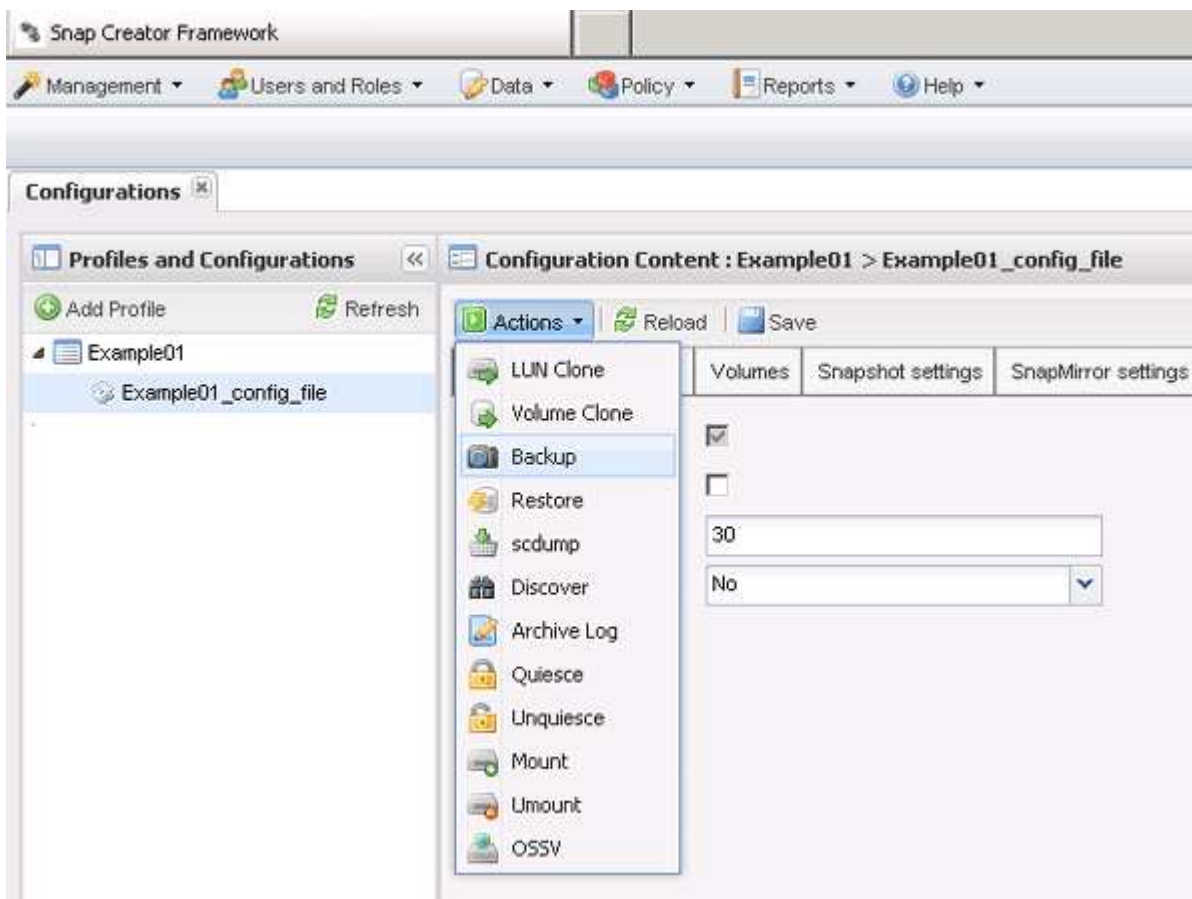 Snap Creator Framework
Management Users and Roles Data Policy Reports Help
Configurations
Profiles and Configurations
Configuration Content : Example01 > Example01_config_file
Add Profile Refresh
Actions Reload Save
Example01
Example01_config_file
LUN Clone
Volumes Snapshot settings SnapMirror settings
Volume Clone
Backup
Restore
scdump
30
Discover
No
Archive Log
Quiesce
Unquiesce
Mount
Umount
OSSV